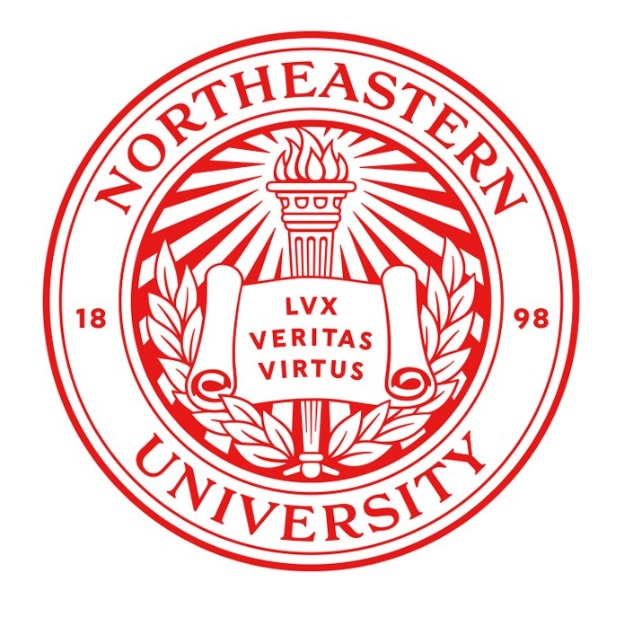 NORTHEASTERN
18
98
LVX
VERITAS
VIRTUS
UNIVERSITY